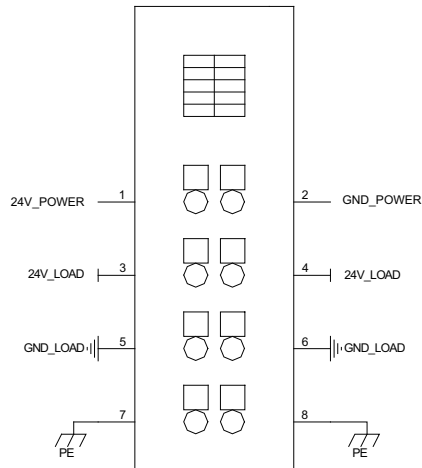 24V_POWER 1 2 GND_POWER
24V_LOAD 3 4 24V_LOAD
GND_LOAD 5 6 GND_LOAD
7 8
PE PE